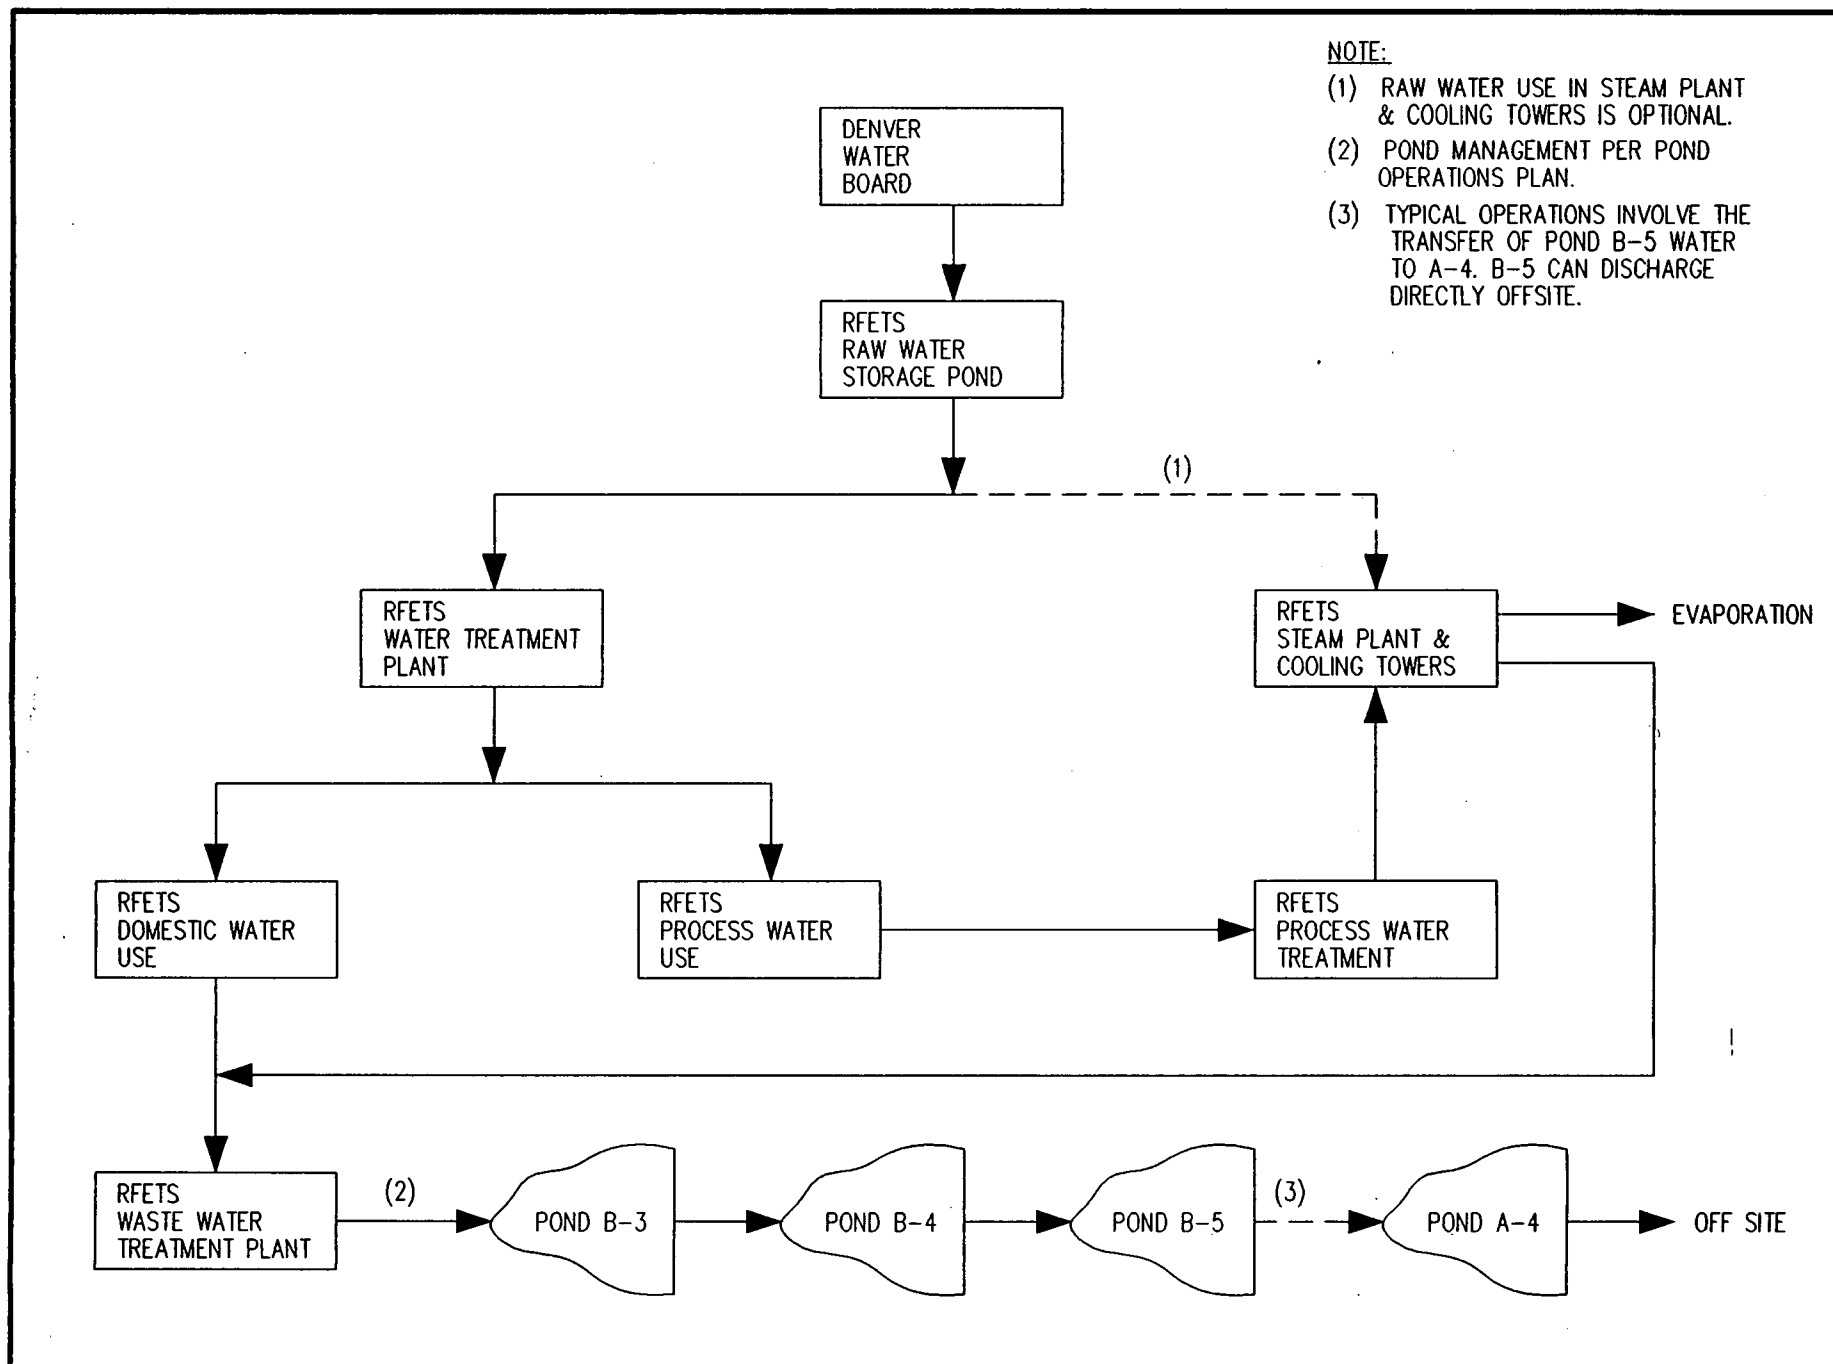 NOTE:
(1) RAW WATER USE IN STEAM PLANT
& COOLING TOWERS IS OPTIONAL.
(2) POND MANAGEMENT PER POND
OPERATIONS PLAN.
(3) TYPICAL OPERATIONS INVOLVE THE
TRANSFER OF POND B-5 WATER
TO A-4. B-5 CAN DISCHARGE
DIRECTLY OFFSITE.
DENVER
WATER
BOARD
RFETS
RAW WATER
STORAGE POND
(1)
RFETS
WATER TREATMENT
PLANT
RFETS
STEAM PLANT &
COOLING TOWERS
EVAPORATION
RFETS
DOMESTIC WATER
USE
RFETS
PROCESS WATER
USE
RFETS
PROCESS WATER
TREATMENT
RFETS
WASTE WATER
TREATMENT PLANT
(2)
POND B-3
POND B-4
POND B-5
(3)
POND A-4
OFF SITE